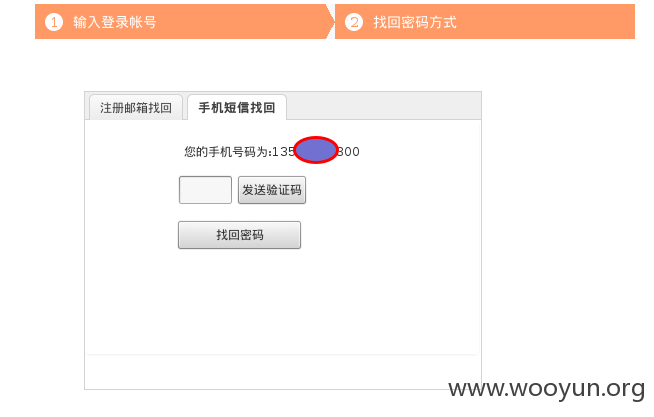 1 输入登录帐号
2 找回密码方式
注册邮箱找回 手机短信找回
您的手机号码为:135 800
发送验证码
找回密码
www.wooyun.org